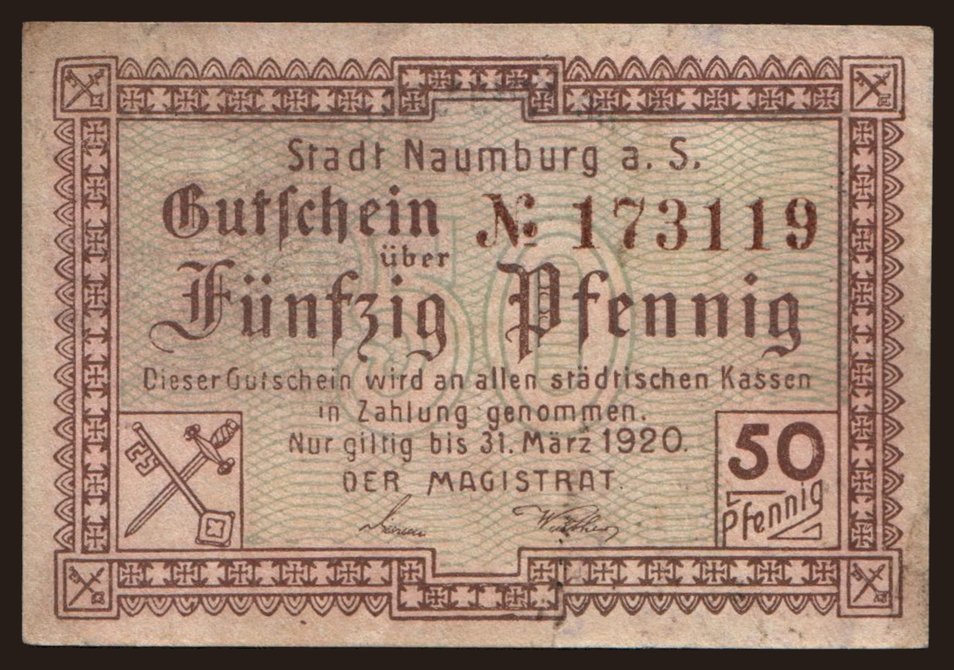 Stadt Naumburg a. S.
Gutschein № 173119
über
Fünfzig Pfennig
Dieser Gutschein wird an allen städtischen Kassen
in Zahlung genommen.
Nur giltig bis 31. März 1920.
DER MAGISTRAT.
50
Pfennig